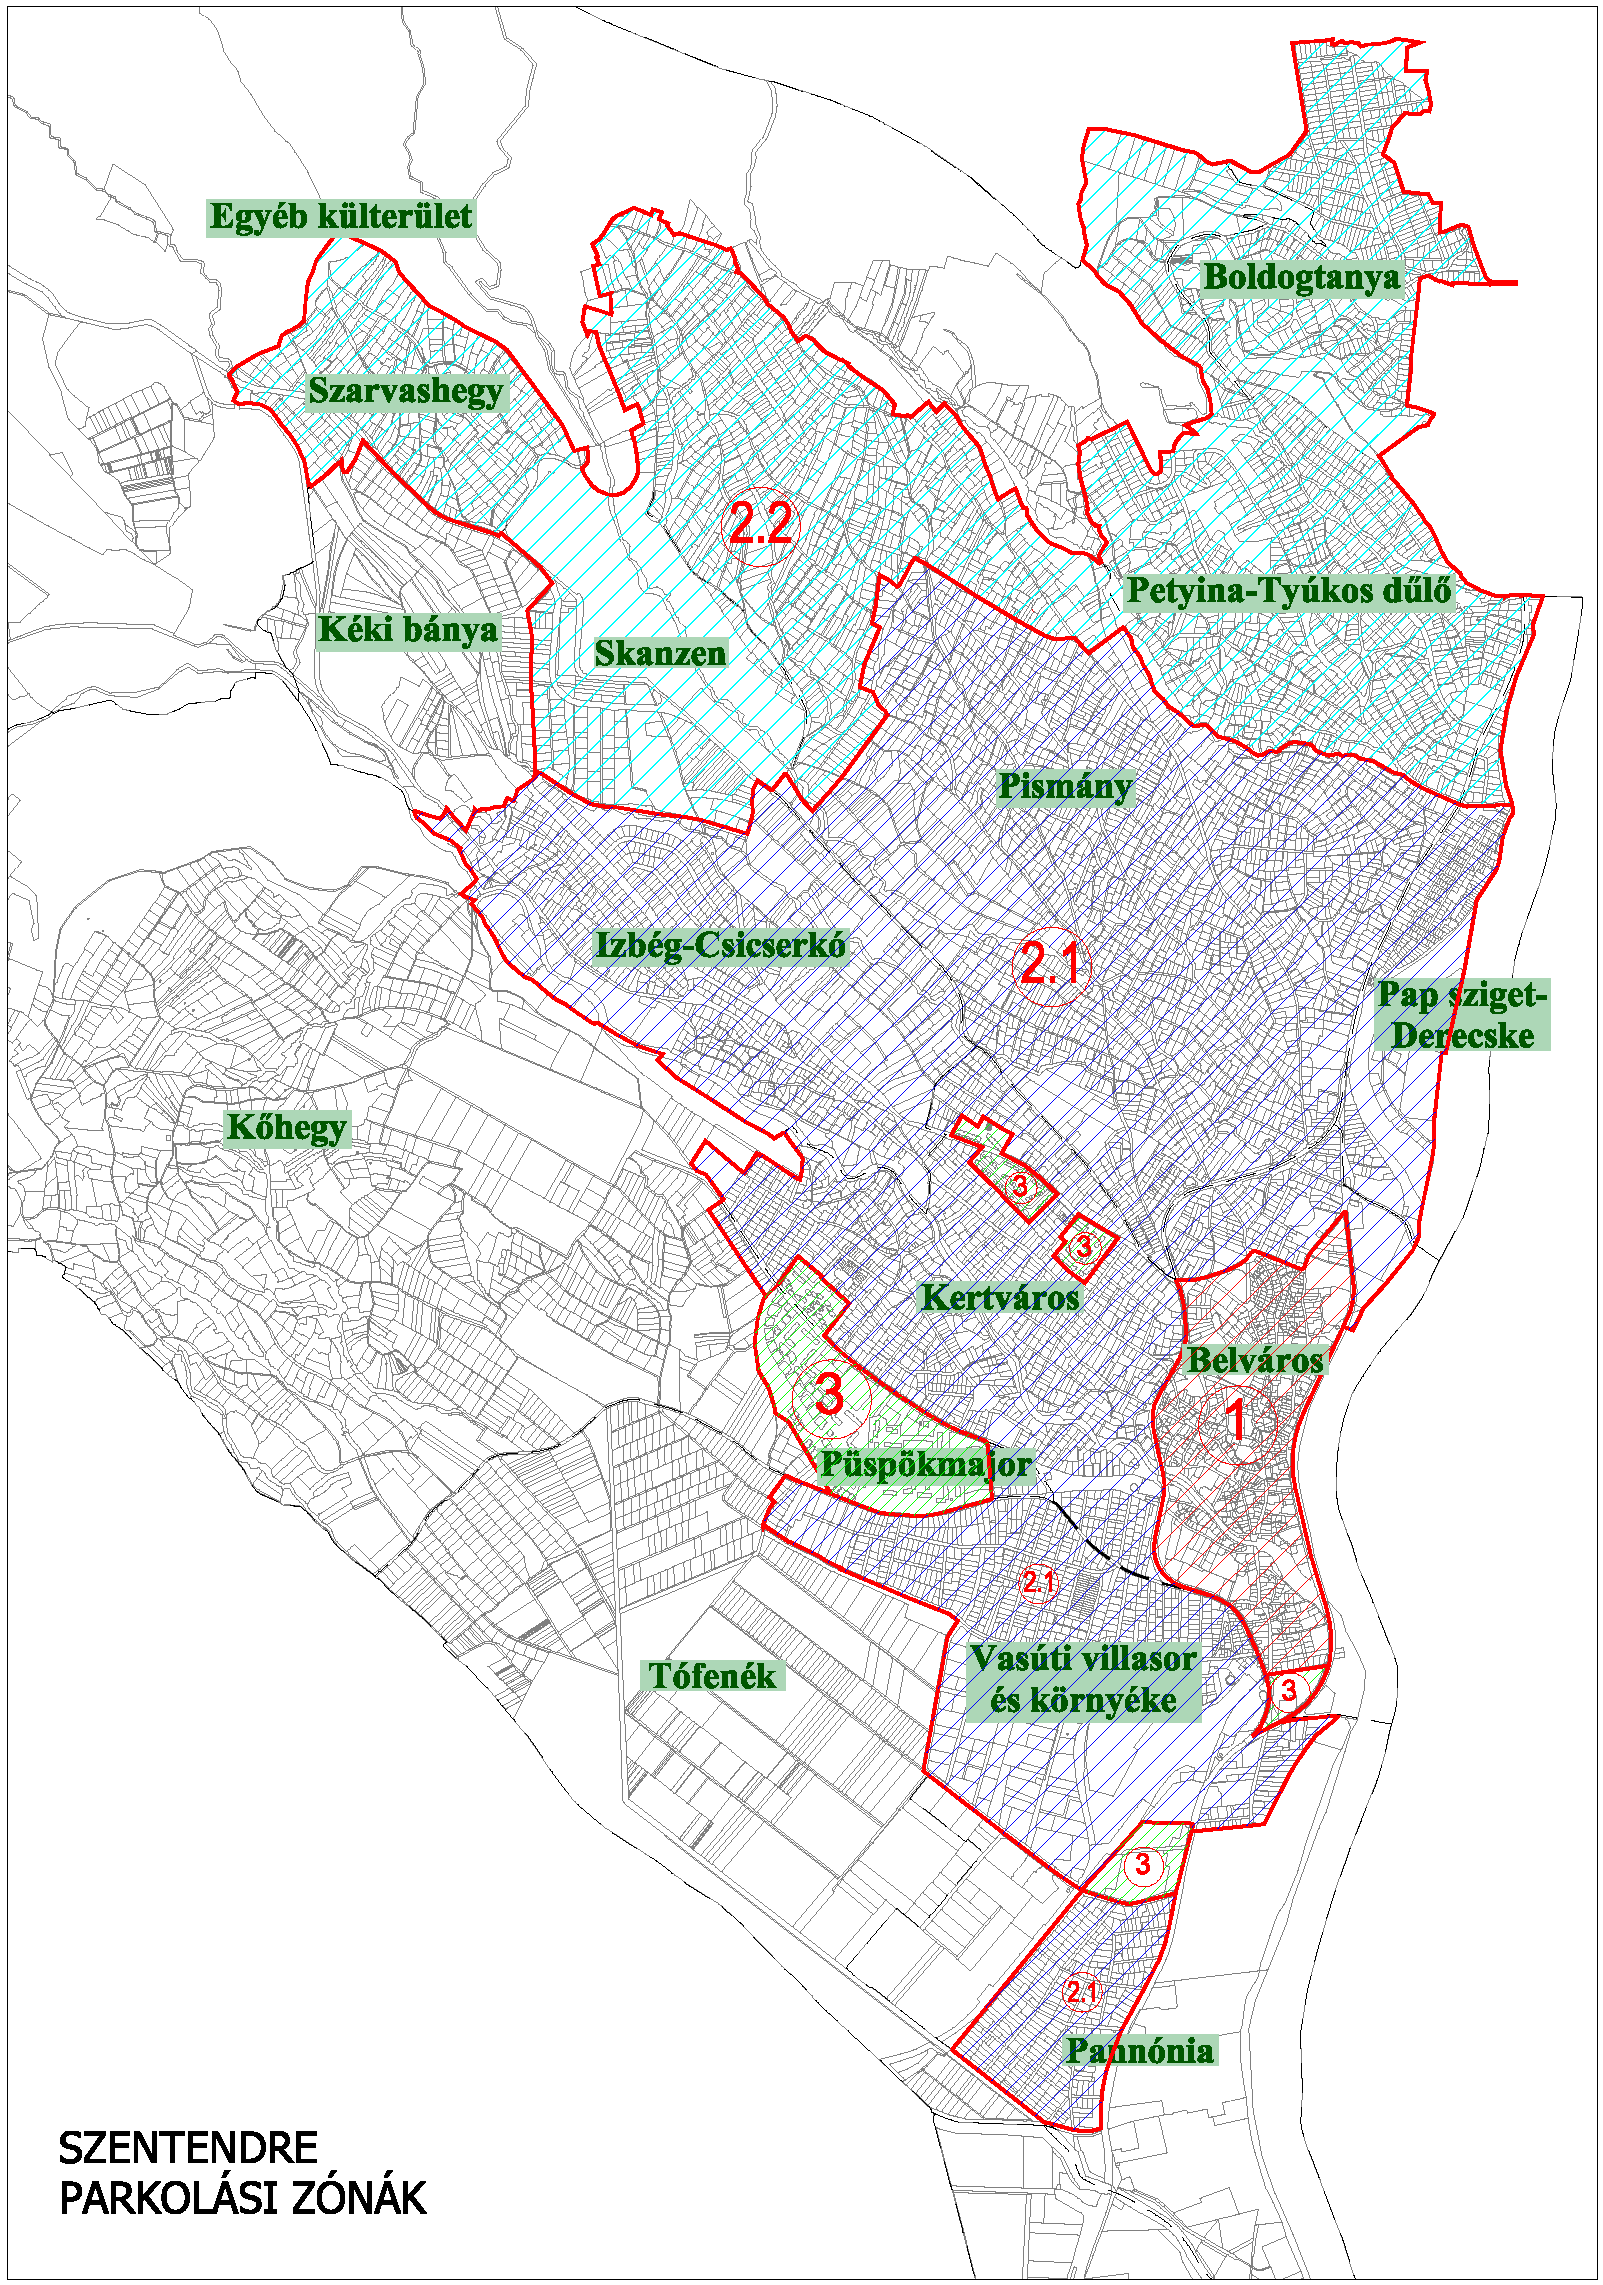 Egyéb külterület
Boldogtanya
Szarvashegy
2.2
Petyina-Tyúkos dűlő
Kéki bánya
Skanzen
Pismány
Izbég-Csicserkó
2.1
Pap sziget-
Derecske
Kőhegy
3
3
Kertváros
Belváros
3
1
Püspökmajor
2.1
Vasúti villasor
és környéke
Tófenék
3
3
2.1
Pannónia
SZENTENDRE
PARKOLÁSI ZÓNÁK